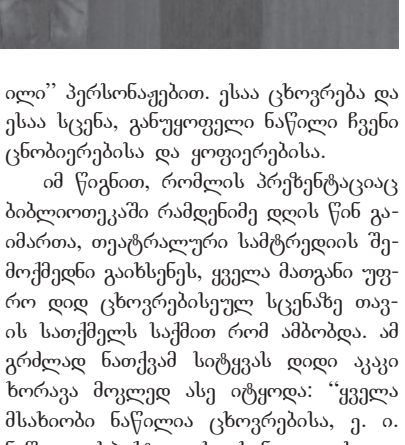 ილი’’ პერსონაჟებით. ესაა ცხოვრება და
ესაა სცენა, განუყოფელი ნაწილი ჩვენი
ცნობიერებისა და ყოფიერებისა.
იმ წიგნით, რომლის პრეზენტაციაც
ბიბლიოთეკაში რამდენიმე დღის წინ გა-
იმართა, თეატრალური სამტრედიის შე-
მოქმედნი გაიხსენეს, ყველა მათგანი უფ-
რო დიდ ცხოვრებისეულ სცენაზე თავ-
ის სათქმელს საქმით რომ ამბობდა. ამ
გრძლად ნათქვამ სიტყვას დიდი აკაკი
ხორავა მოკლედ ასე იტყოდა: “ყველა
მსახიობი ნაწილია ცხოვრებისა, ე. ი.